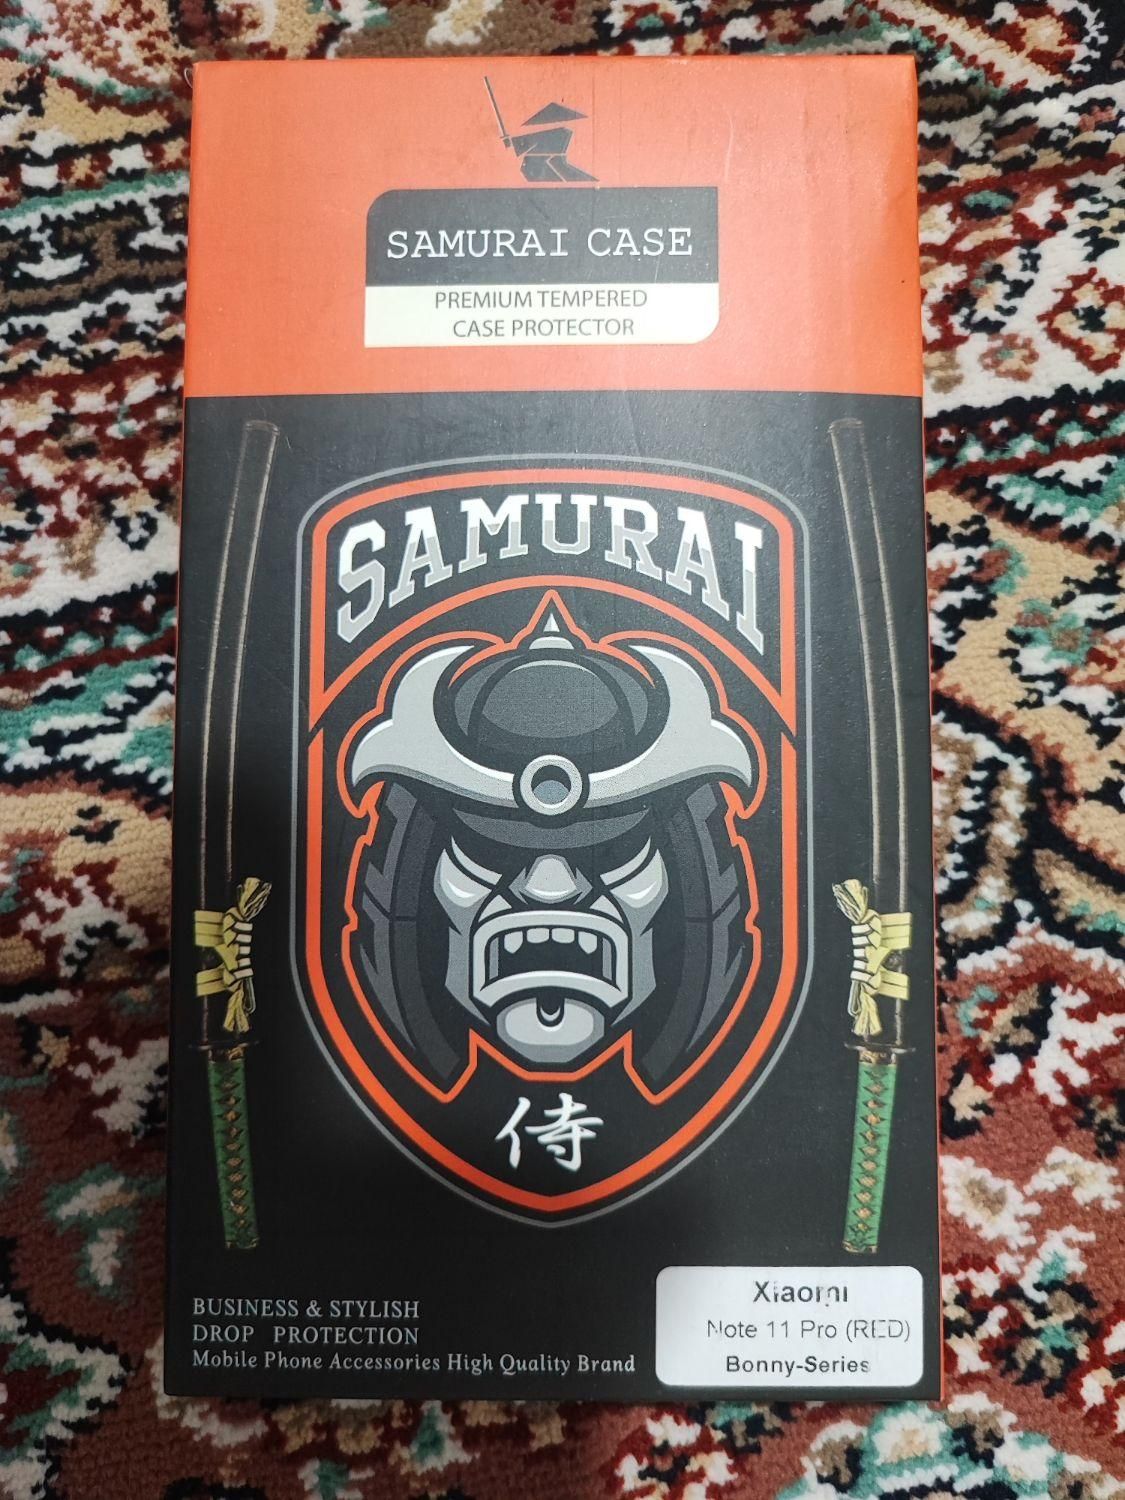 SAMURAI CASE
PREMIUM TEMPERED
CASE PROTECTOR
SAMURAI
侍
BUSINESS & STYLISH
DROP PROTECTION
Mobile Phone Accessories High Quality Brand
Xiaomi
Note 11 Pro (RED)
Bonny-Series